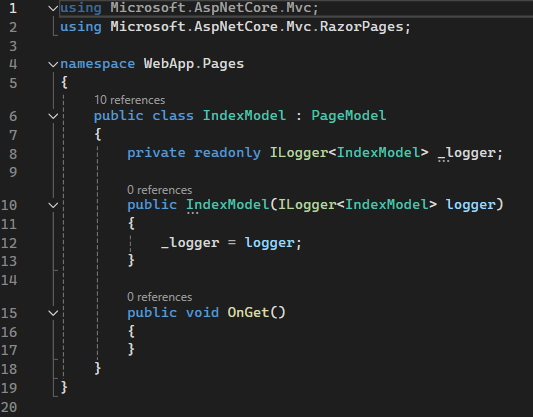 1 using Microsoft.AspNetCore.Mvc;
2 using Microsoft.AspNetCore.Mvc.RazorPages;
3
4 namespace WebApp.Pages
5 {
10 references
6 public class IndexModel : PageModel
7 {
8 private readonly ILogger<IndexModel> _logger;
9
0 references
10 public IndexModel(ILogger<IndexModel> logger)
11 {
12 _logger = logger;
13 }
14
0 references
15 public void OnGet()
16 {
17 }
18 }
19 }
20